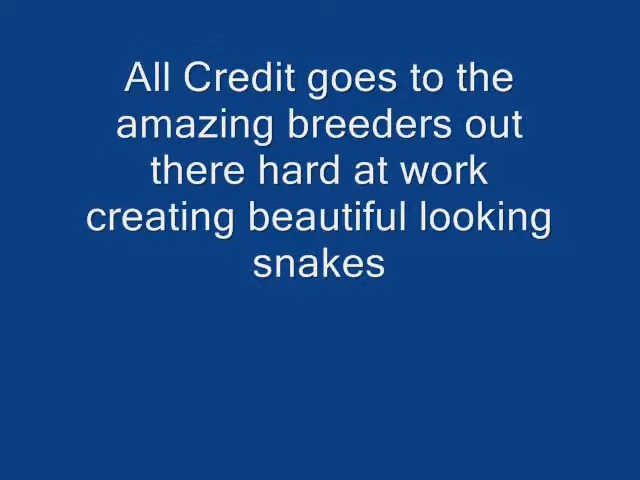 All Credit goes to the
amazing breeders out
there hard at work
creating beautiful looking
snakes